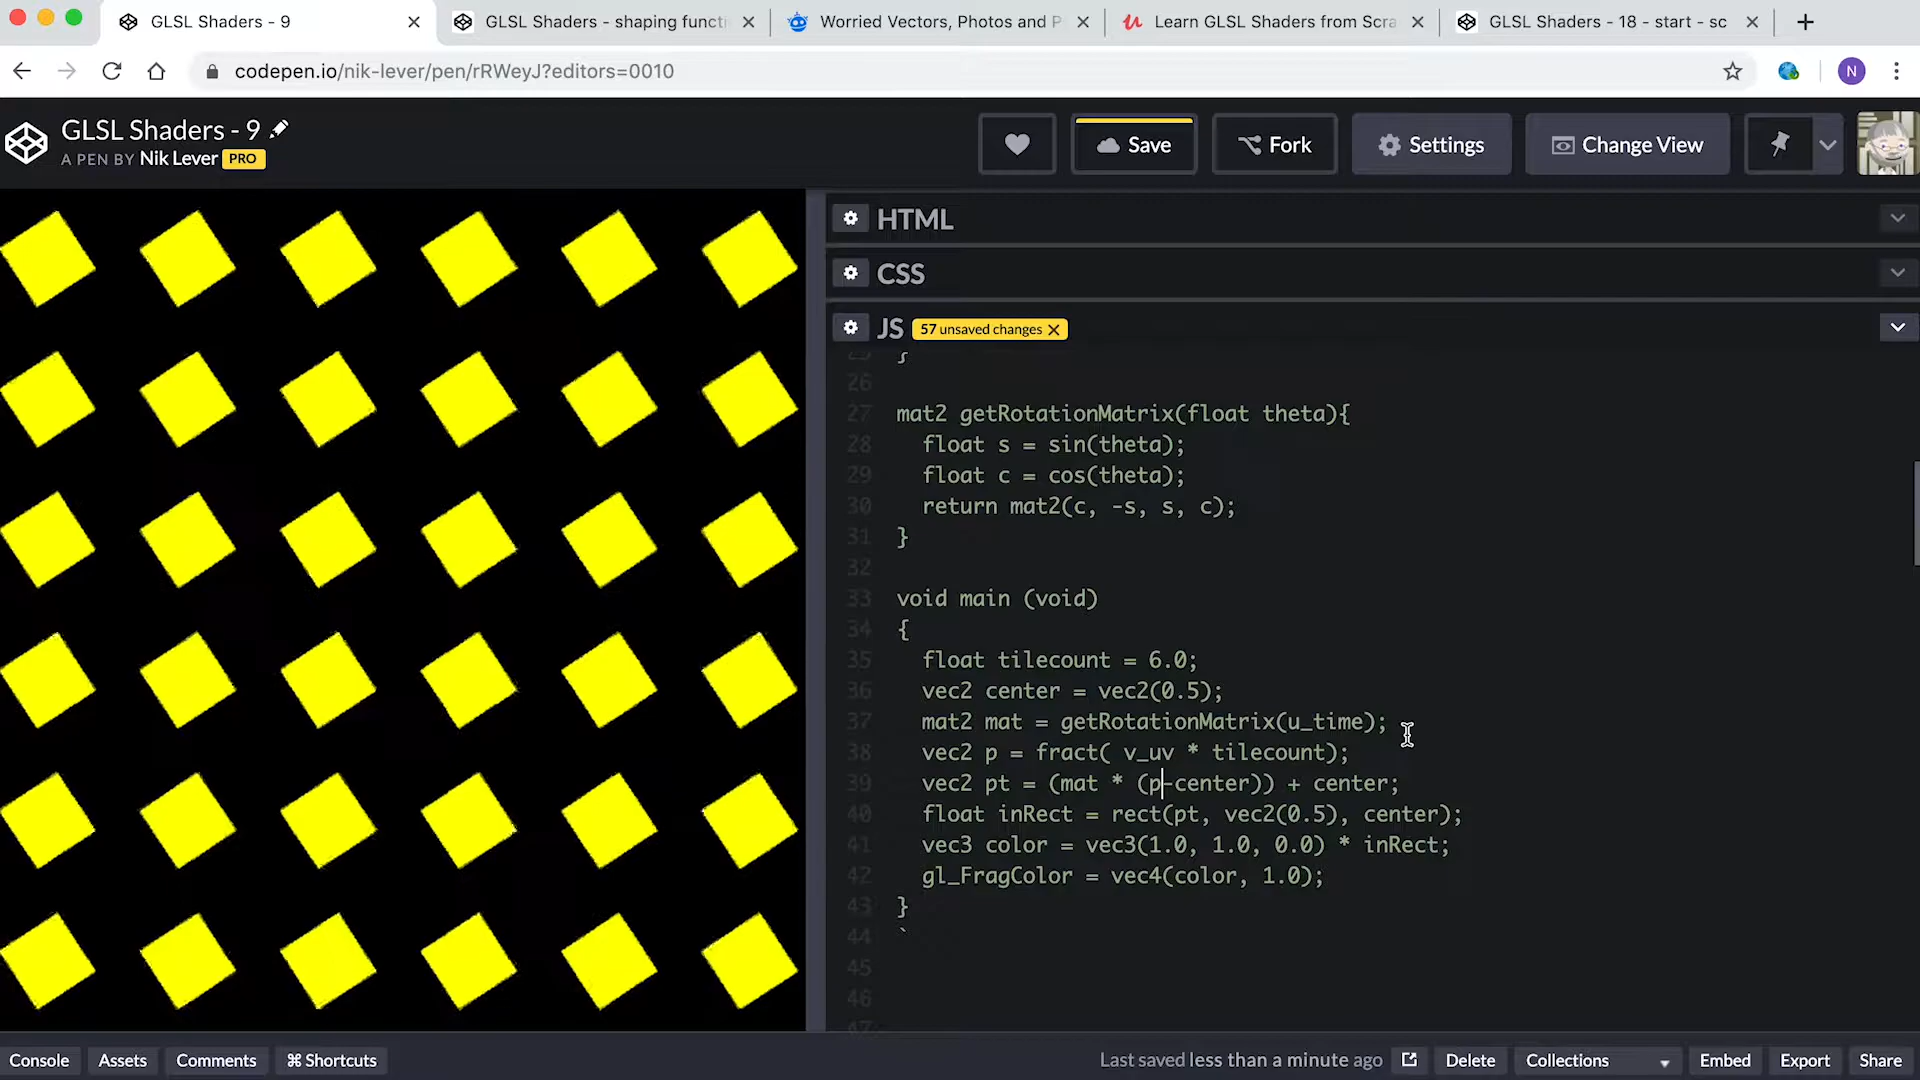 GLSL Shaders - 9
GLSL Shaders - shaping functi
Worried Vectors, Photos and P
Learn GLSL Shaders from Scra
GLSL Shaders - 18 - start - sc
codepen.io/nik-lever/pen/rRWeyJ?editors=0010
N
GLSL Shaders - 9
A PEN BY Nik Lever PRO
Save
Fork
Settings
Change View
HTML
CSS
JS 57 unsaved changes
26
27 mat2 getRotationMatrix(float theta){
28 float s = sin(theta);
29 float c = cos(theta);
30 return mat2(c, -s, s, c);
31 }
32
33 void main (void)
34 {
35 float tilecount = 6.0;
36 vec2 center = vec2(0.5);
37 mat2 mat = getRotationMatrix(u_time);
38 vec2 p = fract( v_uv * tilecount);
39 vec2 pt = (mat * (p-center)) + center;
40 float inRect = rect(pt, vec2(0.5), center);
41 vec3 color = vec3(1.0, 1.0, 0.0) * inRect;
42 gl_FragColor = vec4(color, 1.0);
43 }
44 `
45
46
Console
Assets
Comments
⌘ Shortcuts
Last saved less than a minute ago
Delete
Collections
Embed
Export
Share